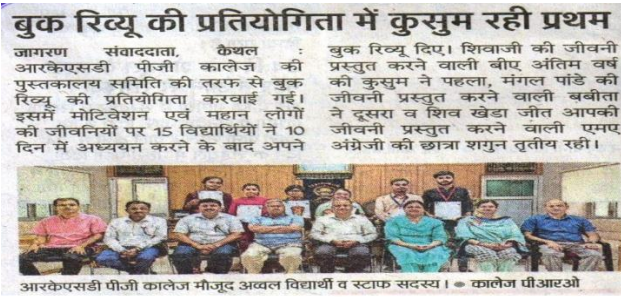 बुक रिव्यू की प्रतियोगिता में कुसुम रही प्रथम
जागरण संवाददाता, कैथल :
आरकेएसडी पीजी कालेज की
पुस्तकालय समिति की तरफ से बुक
रिव्यू की प्रतियोगिता करवाई गई।
इसमें मोटिवेशन एवं महान लोगों
की जीवनियों पर 15 विद्यार्थियों ने 10
दिन में अध्ययन करने के बाद अपने
बुक रिव्यू दिए। शिवाजी की जीवनी
प्रस्तुत करने वाली बीए अंतिम वर्ष
की कुसुम ने पहला, मंगल पांडे की
जीवनी प्रस्तुत करने वाली बबीता
ने दूसरा व शिव खेडा जीत आपकी
जीवनी प्रस्तुत करने वाली एमए
अंग्रेजी की छात्रा शगुन तृतीय रही।
आरकेएसडी पीजी कालेज मौजूद अव्वल विद्यार्थी व स्टाफ सदस्य। ● कालेज पीआरओ